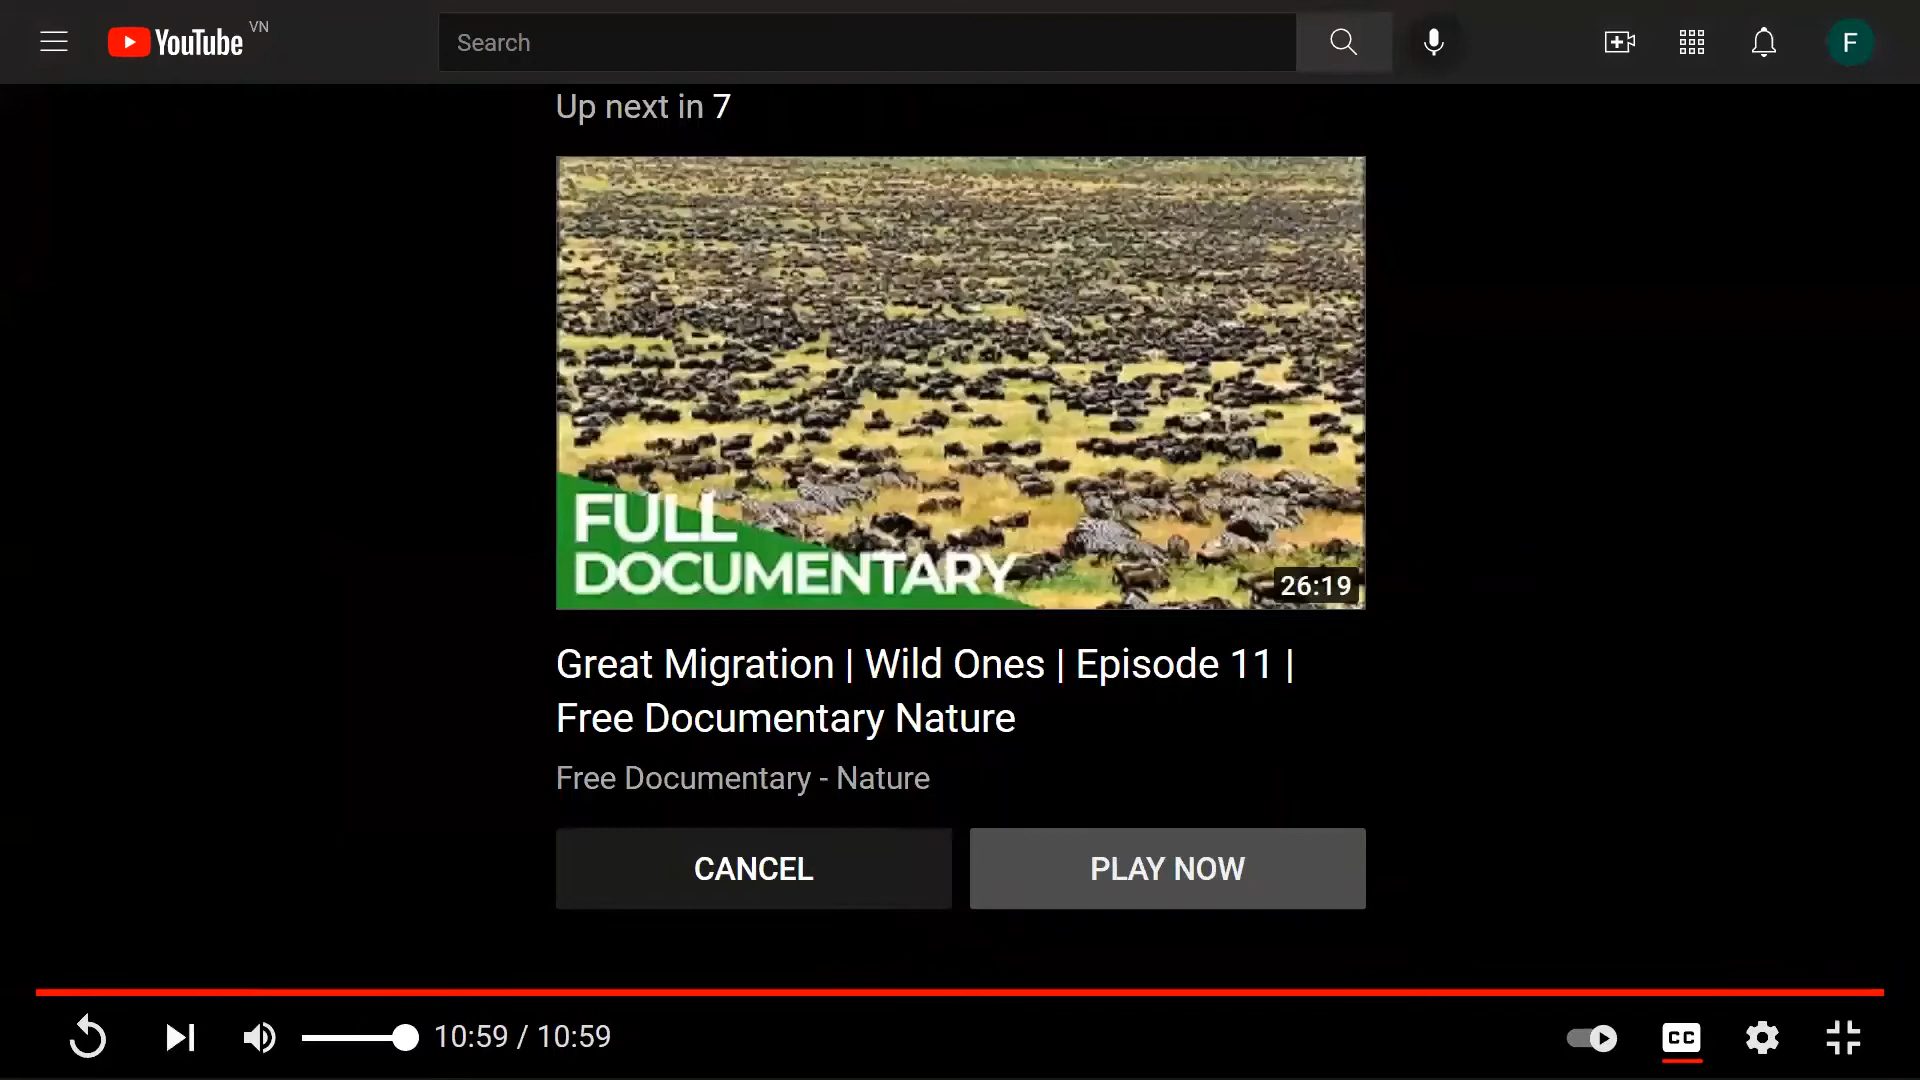 YouTube VN
Search
F
Up next in 7
FULL
DOCUMENTARY
26:19
Great Migration | Wild Ones | Episode 11 |
Free Documentary Nature
Free Documentary - Nature
CANCEL
PLAY NOW
10:59 / 10:59
CC